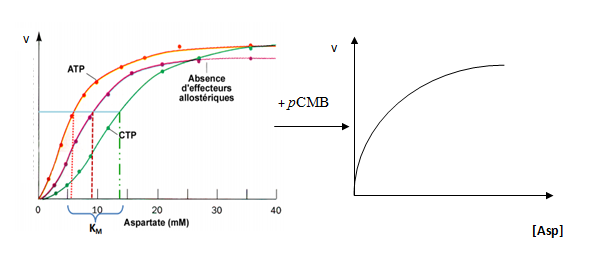 v
ATP
Absence
d'effecteurs
allostériques
CTP
0
10
20
30
40
K_M
Aspartate (mM)
+ pCMB
v
[Asp]